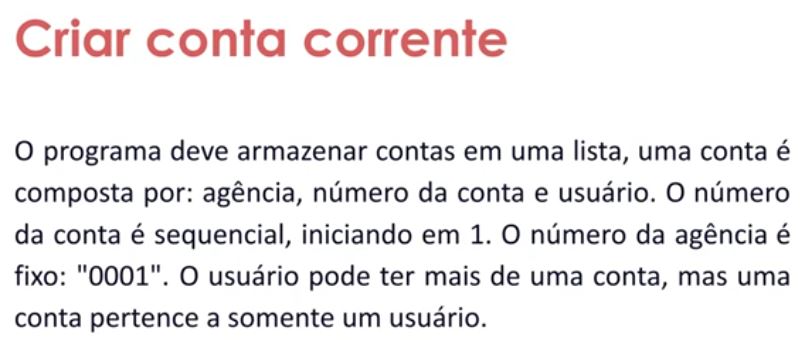 Criar conta corrente
O programa deve armazenar contas em uma lista, uma conta é
composta por: agência, número da conta e usuário. O número
da conta é sequencial, iniciando em 1. O número da agência é
fixo: "0001". O usuário pode ter mais de uma conta, mas uma
conta pertence a somente um usuário.